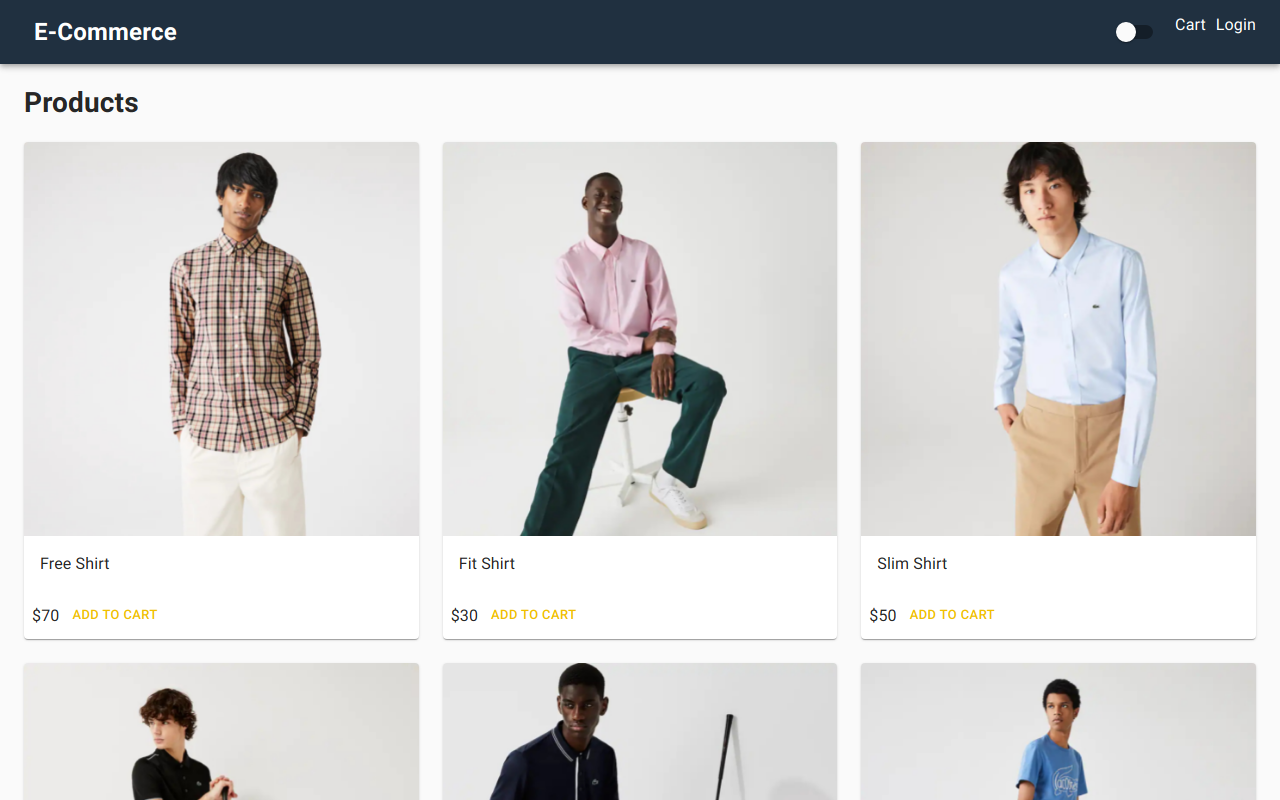 E-Commerce
Cart Login
Products
Free Shirt
$70 ADD TO CART
Fit Shirt
$30 ADD TO CART
Slim Shirt
$50 ADD TO CART